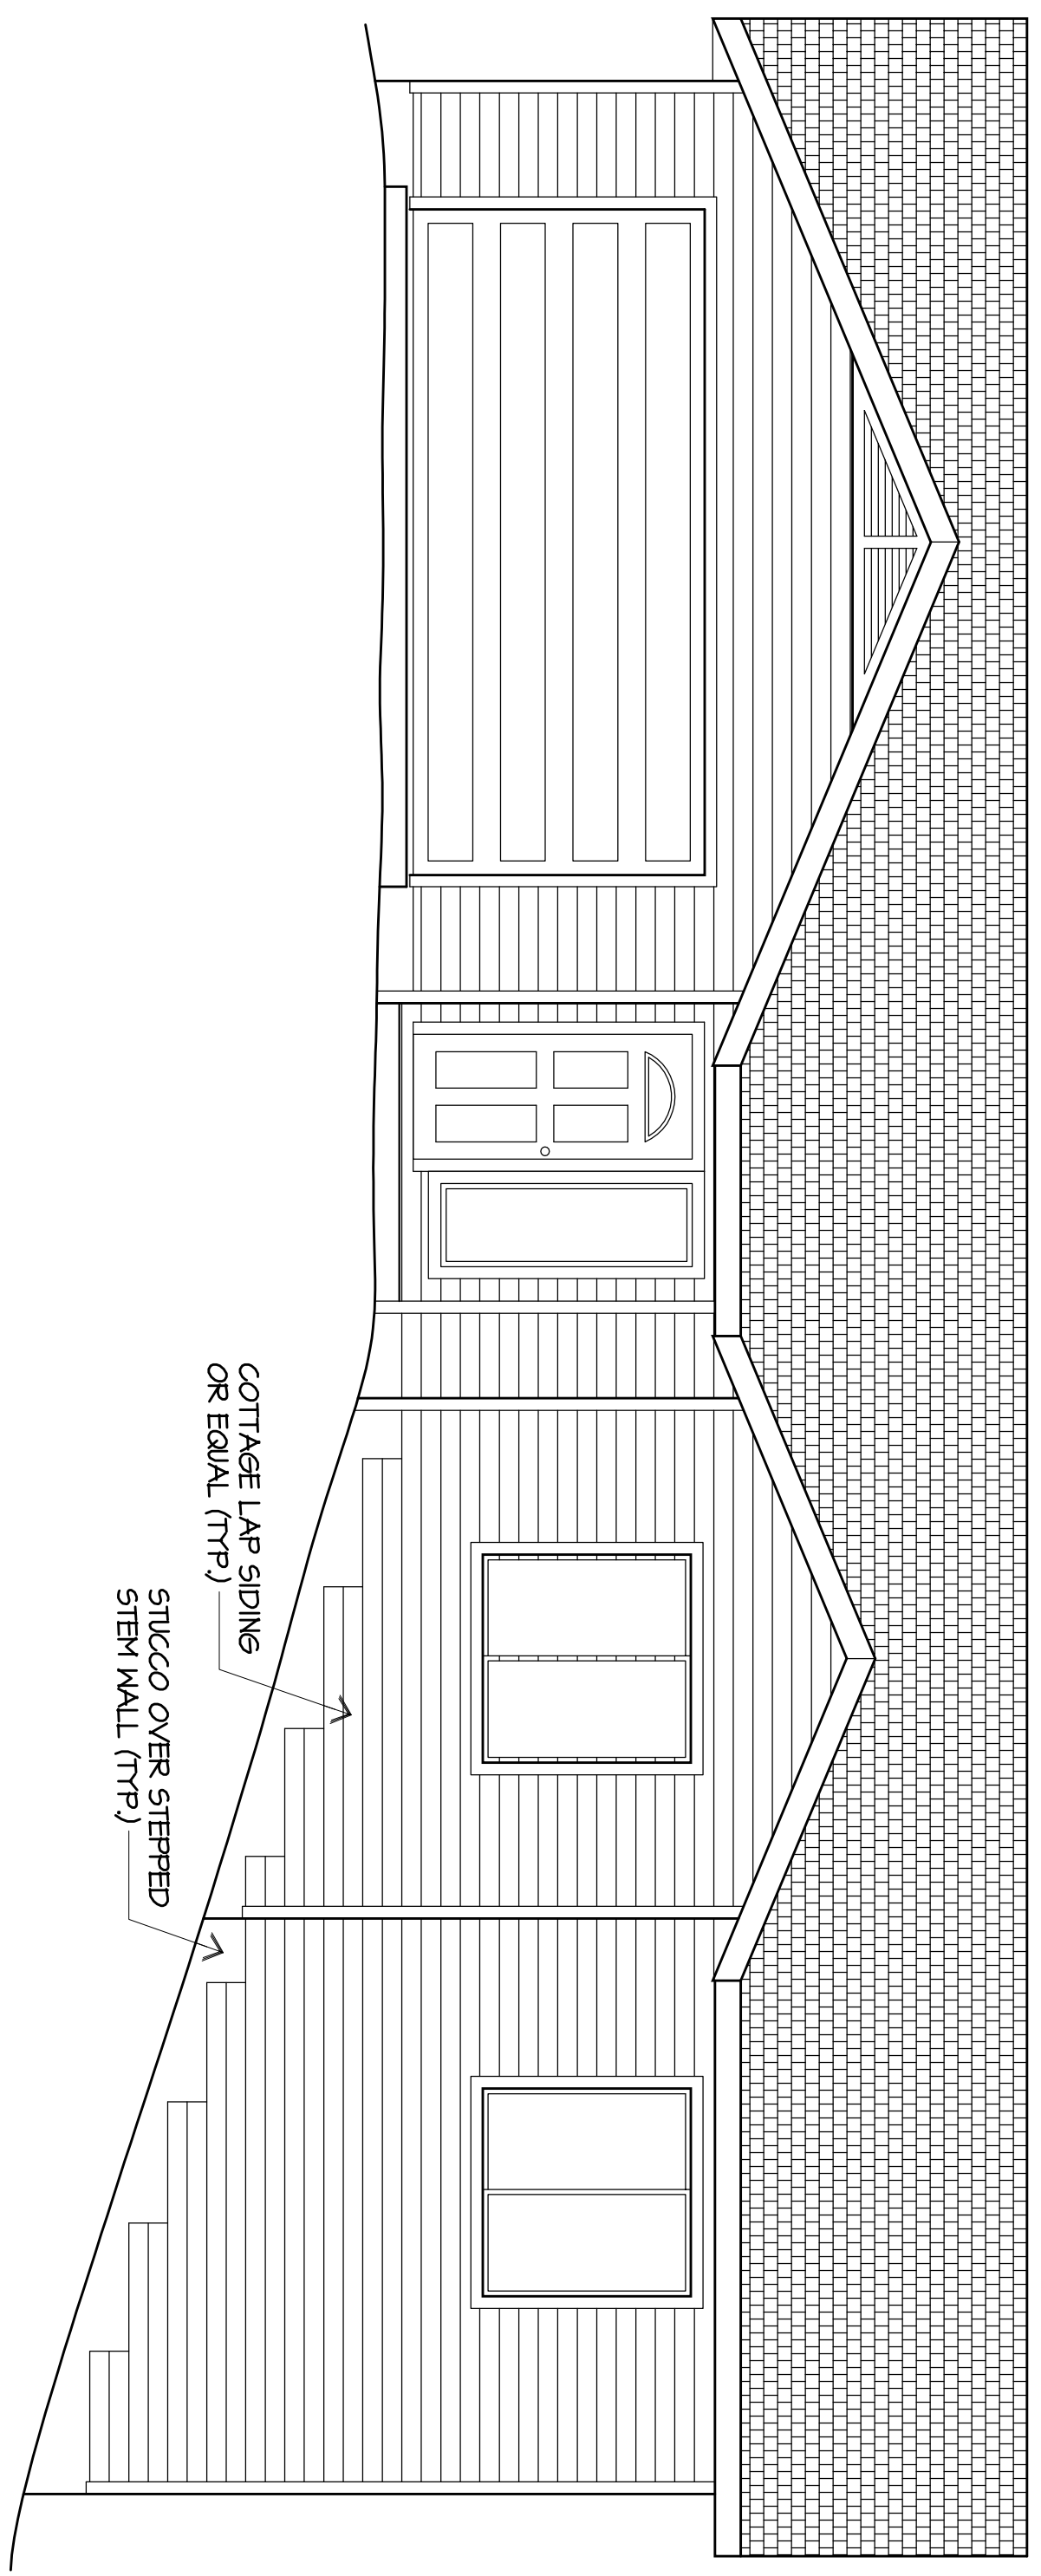 COTTAGE LAP SIDING
OR EQUAL (TYP.)
STUCCO OVER STEPPED
STEM WALL (TYP.)